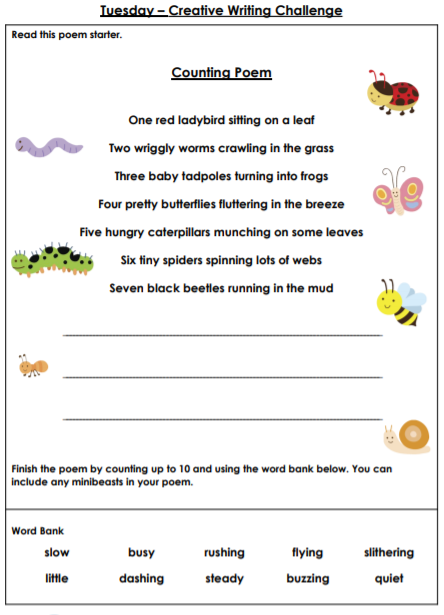 Tuesday – Creative Writing Challenge
Read this poem starter.
Counting Poem
One red ladybird sitting on a leaf
Two wriggly worms crawling in the grass
Three baby tadpoles turning into frogs
Four pretty butterflies fluttering in the breeze
Five hungry caterpillars munching on some leaves
Six tiny spiders spinning lots of webs
Seven black beetles running in the mud
Finish the poem by counting up to 10 and using the word bank below. You can
include any minibeasts in your poem.
Word Bank
slow busy rushing flying slithering
little dashing steady buzzing quiet